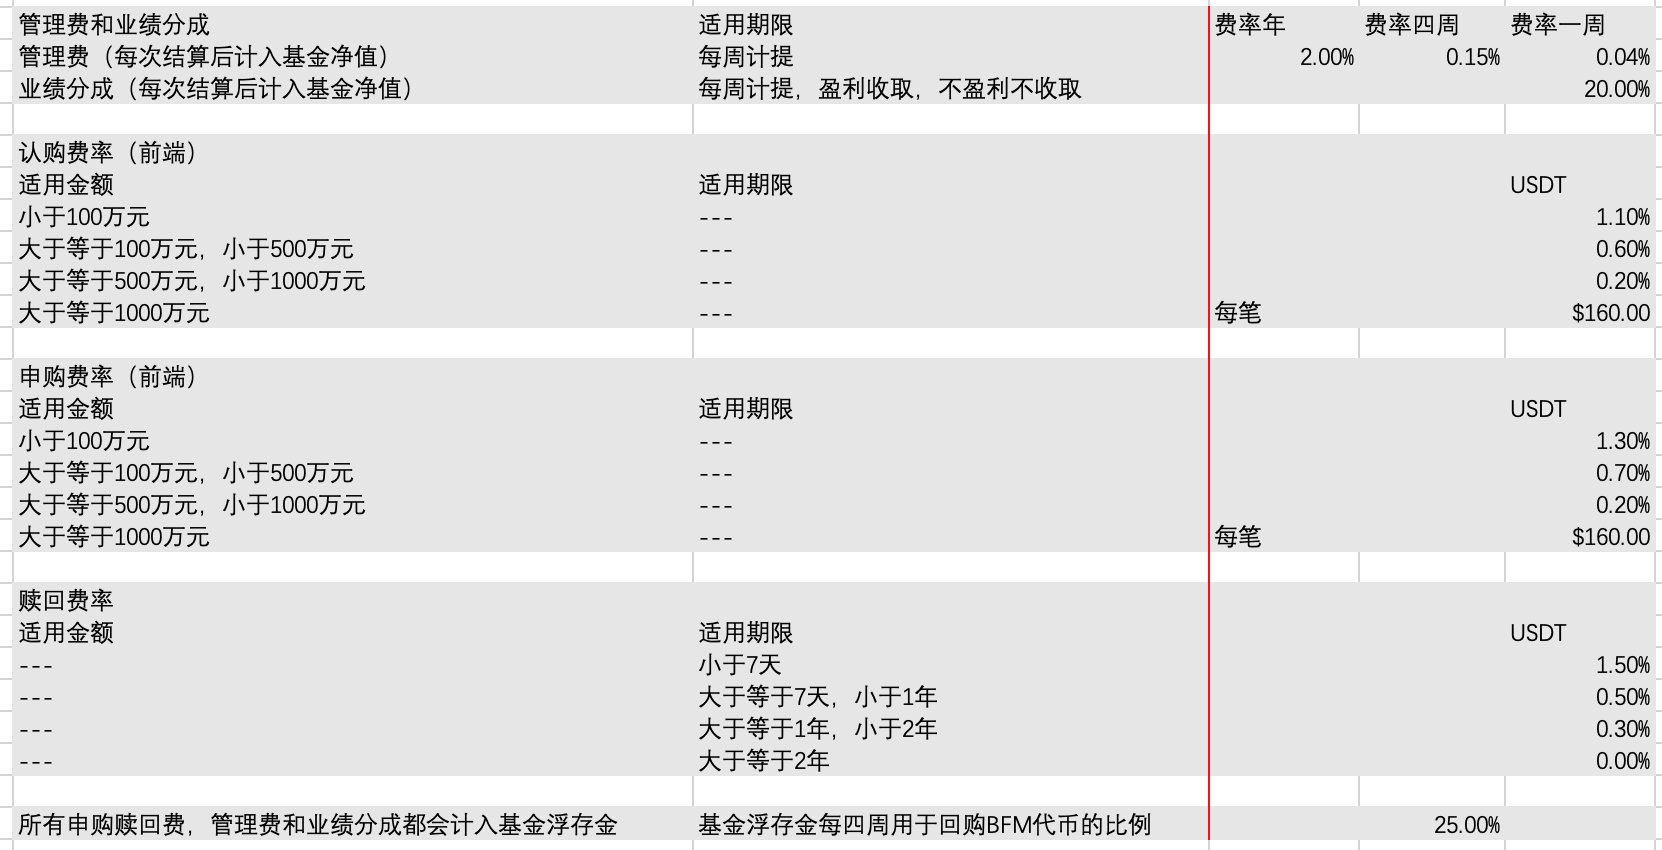 管理费和业绩分成 适用期限 费率年 费率四周 费率一周
管理费（每次结算后计入基金净值） 每周计提 2.00% 0.15% 0.04%
业绩分成（每次结算后计入基金净值） 每周计提，盈利收取，不盈利不收取 20.00%
认购费率（前端）
适用金额 适用期限 USDT
小于100万元 --- 1.10%
大于等于100万元，小于500万元 --- 0.60%
大于等于500万元，小于1000万元 --- 0.20%
大于等于1000万元 --- 每笔 $160.00
申购费率（前端）
适用金额 适用期限 USDT
小于100万元 --- 1.30%
大于等于100万元，小于500万元 --- 0.70%
大于等于500万元，小于1000万元 --- 0.20%
大于等于1000万元 --- 每笔 $160.00
赎回费率
适用金额 适用期限 USDT
--- 小于7天 1.50%
--- 大于等于7天，小于1年 0.50%
--- 大于等于1年，小于2年 0.30%
--- 大于等于2年 0.00%
所有申购赎回费，管理费和业绩分成都会计入基金浮存金 基金浮存金每四周用于回购BFM代币的比例 25.00%